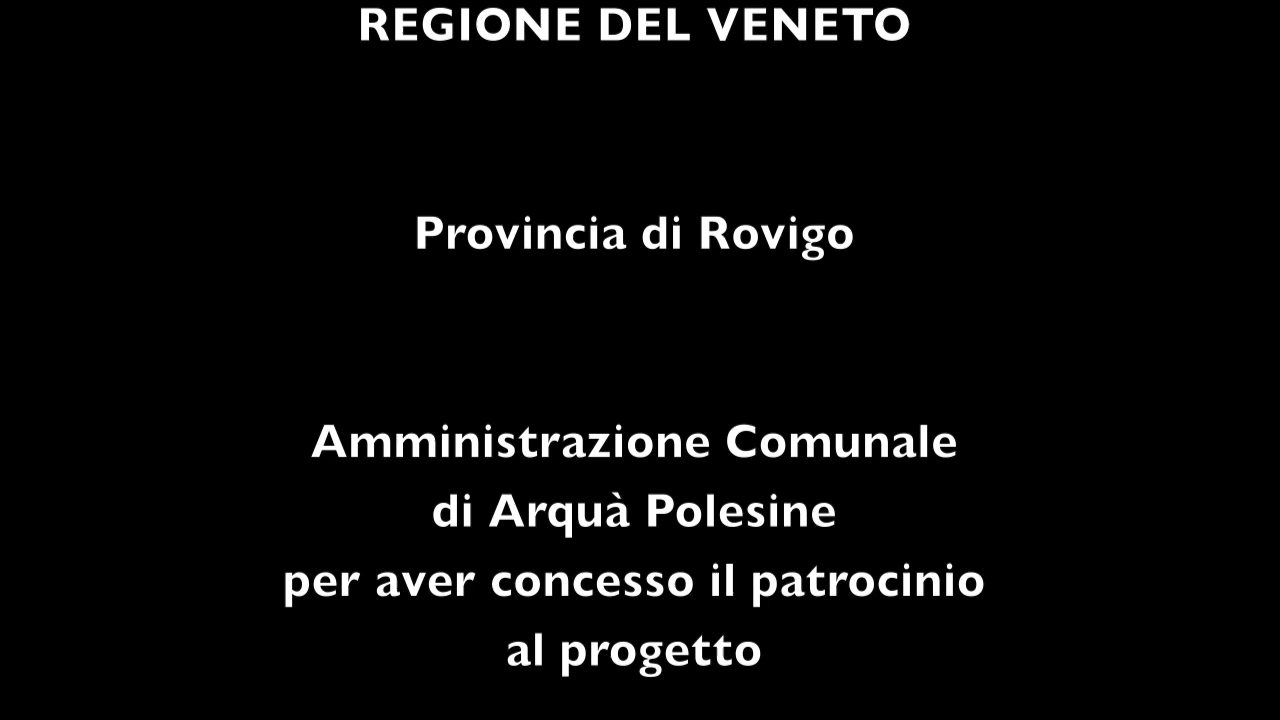 REGIONE DEL VENETO
Provincia di Rovigo
Amministrazione Comunale
di Arquà Polesine
per aver concesso il patrocinio
al progetto